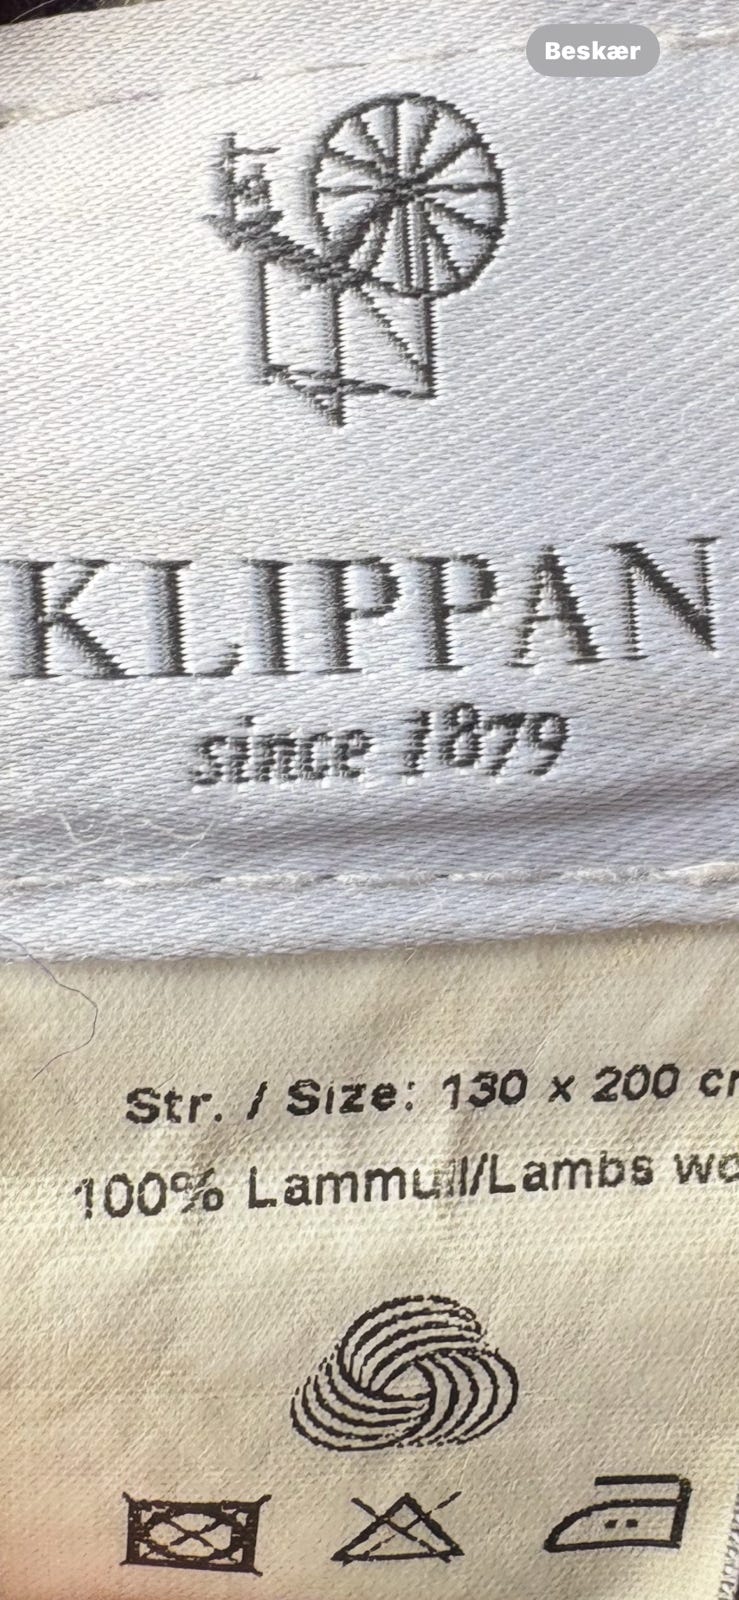 Beskær
KLIPPAN
since 1879
Str. / Size: 130 x 200
100% Lammull/Lambs